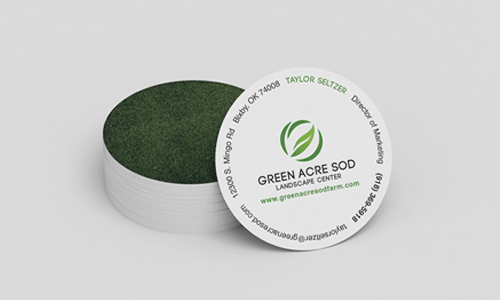 12300 S. Mingo Rd Bixby, OK 74008 TAYLOR SELTZER Director of Marketing
(918) 369-5918
taylorseltzer@greenacresod.com
GREEN ACRE SOD
LANDSCAPE CENTER
www.greenacresodfarm.com